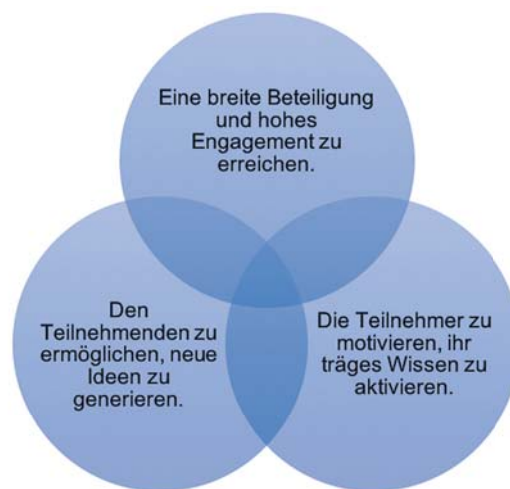 Eine breite Beteiligung
und hohes
Engagement zu
erreichen.
Den
Teilnehmenden zu
ermöglichen, neue
Ideen zu
generieren.
Die Teilnehmer zu
motivieren, ihr
träges Wissen zu
aktivieren.